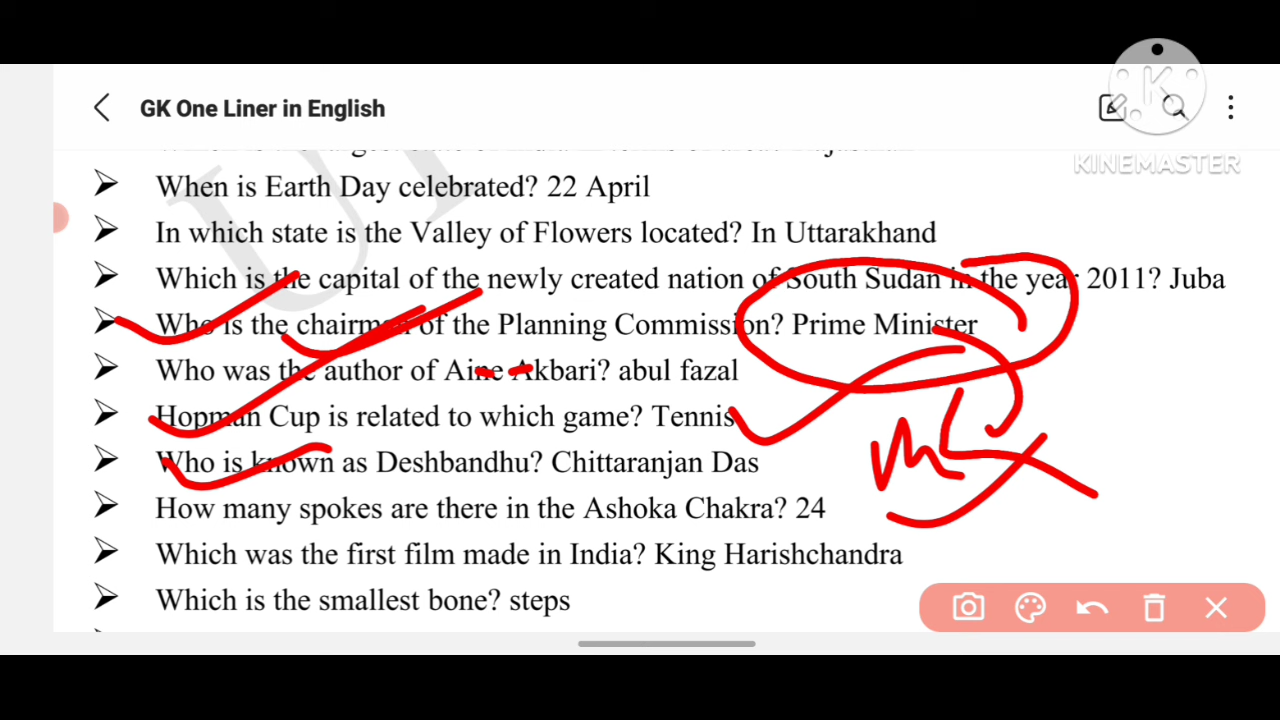 GK One Liner in English
KINEMASTER
➢ When is Earth Day celebrated? 22 April
➢ In which state is the Valley of Flowers located? In Uttarakhand
➢ Which is the capital of the newly created nation of South Sudan in the year 2011? Juba
➢ Who is the chairman of the Planning Commission? Prime Minister
➢ Who was the author of Aine Akbari? abul fazal
➢ Hopman Cup is related to which game? Tennis
➢ Who is known as Deshbandhu? Chittaranjan Das
➢ How many spokes are there in the Ashoka Chakra? 24
➢ Which was the first film made in India? King Harishchandra
➢ Which is the smallest bone? steps